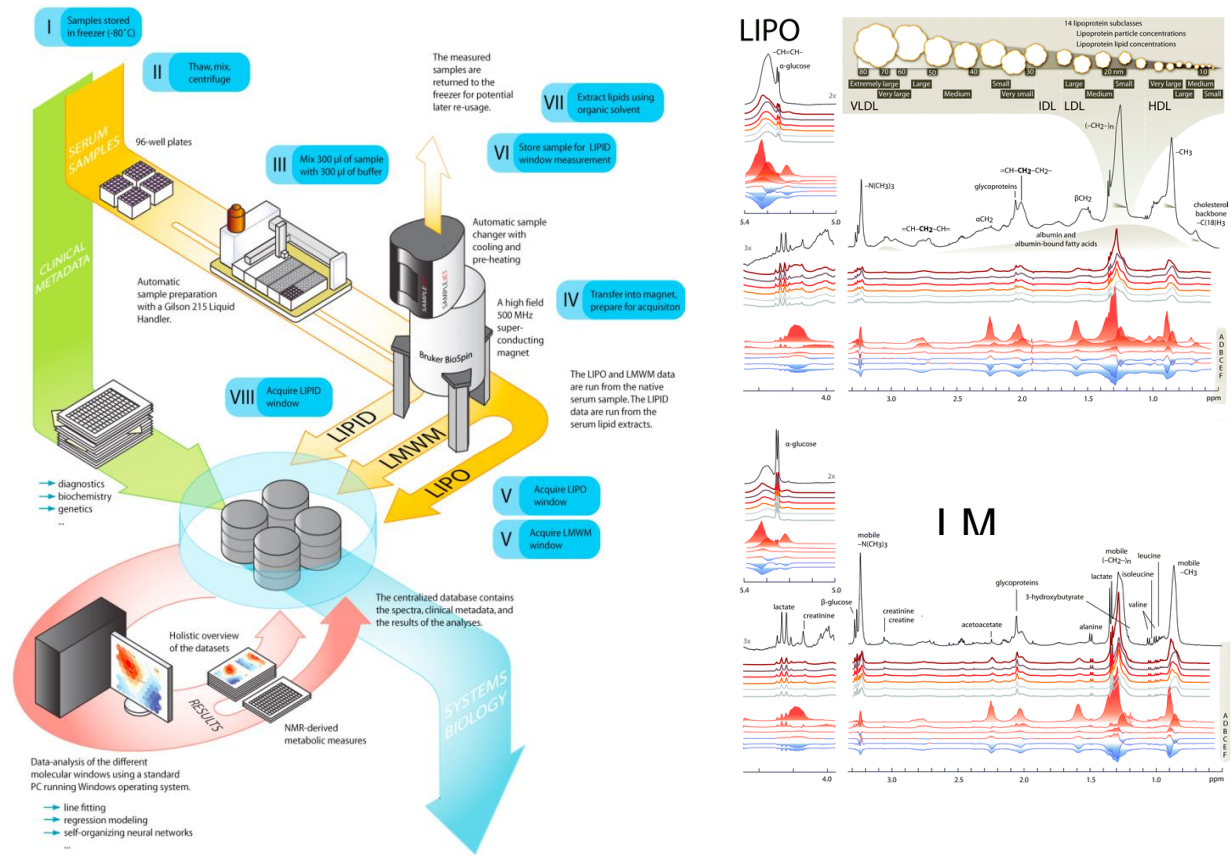 I
Samples stored
in freezer (-80˚C)
II
Thaw, mix,
centrifuge
SERUM
SAMPLES
96-well plates
III
Mix 300 µl of sample
with 300 µl of buffer
The measured
samples are
returned to the
freezer for potential
later re-usage.
VII
Extract lipids using
organic solvent
VI
Store sample for LIPID
window measurement
CLINICAL
METADATA
Automatic
sample preparation
with a Gilson 215 Liquid
Handler.
Automatic sample
changer with
cooling and
pre-heating
SAMPLEJET
SAMPLEJET
A high field
500 MHz
super-
conducting
magnet
Bruker BioSpin
IV
Transfer into magnet,
prepare for acquisiton
The LIPO and LMWM data
are run from the native
serum sample. The LIPID
data are run from the
serum lipid extracts.
VIII
Acquire LIPID
window
LIPID
LMWM
LIPO
V
Acquire LIPO
window
V
Acquire LMWM
window
diagnostics
biochemistry
genetics
...
The centralized database contains
the spectra, clinical metadata, and
the results of the analyses.
Holistic overview
of the datasets
RESULTS
NMR-derived
metabolic measures
SYSTEMS
BIOLOGY
Data-analysis of the different
molecular windows using a standard
PC running Windows operating system.
line fitting
regression modeling
self-organizing neural networks
...
LIPO
–CH=CH–
α-glucose
2x
5.4 5.0
3x
4.0
14 lipoprotein subclasses
Lipoprotein particle concentrations
Lipoprotein lipid concentrations
80 70 60 50 40 30 20 nm 10
Extremely large Large Small Large Small Very large Medium
Very large Medium Very small Medium Large Small
VLDL IDL LDL HDL
(–CH2–)n
–CH3
–N(CH3)3
=CH–CH2–CH2–
glycoproteins
αCH2
=CH–CH2–CH=
βCH2
albumin and
albumin-bound fatty acids
cholesterol
backbone
–C(18)H3
A
D
B
C
E
F
3.0 2.5 2.0 1.5 1.0 ppm
α-glucose
2x
5.4 5.0
I M
lactate
creatinine
3x
4.0
mobile
–N(CH3)3
β-glucose
creatinine
creatine
acetoacetate
glycoproteins
3-hydroxybutyrate
alanine
lactate
mobile
(–CH2–)n
isoleucine
leucine
valine
mobile
–CH3
A
D
B
C
E
F
3.0 2.5 2.0 1.5 1.0 ppm